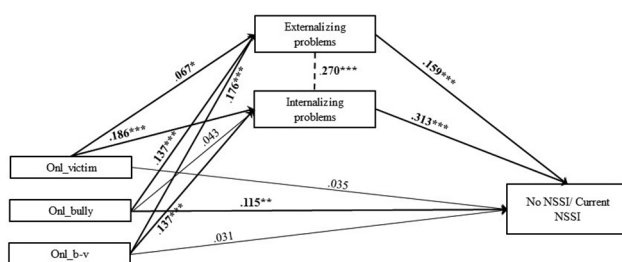 Externalizing
problems
.067*
.176***
.270***
.159***
Internalizing
problems
.186***
.137***
.043
.313***
Onl_victim
.035
Onl_bully
.137***
.115**
No NSSI/ Current
NSSI
Onl_b-v
.031